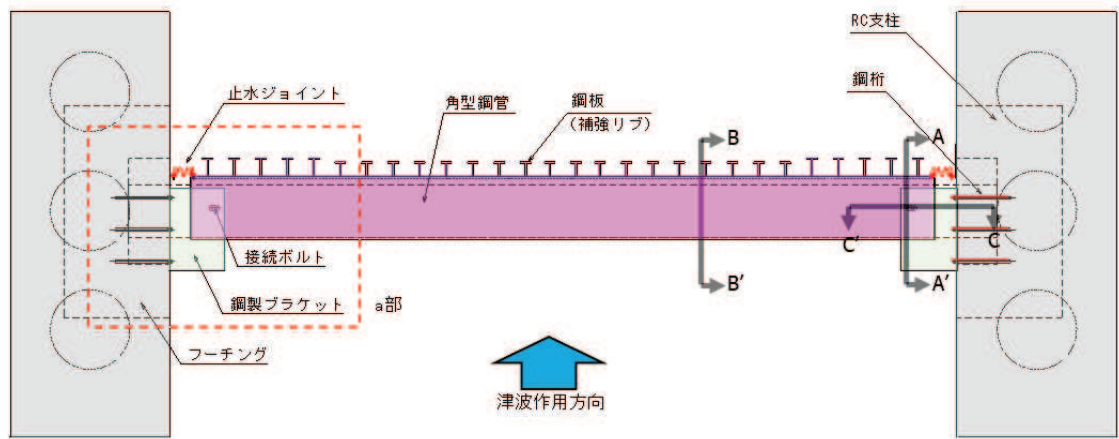 RC支柱
鋼桁
止水ジョイント
角型鋼管
鋼板
(補強リブ)
B
A
C'
C
接続ボルト
B'
A'
鋼製ブラケット
a部
フーチング
津波作用方向